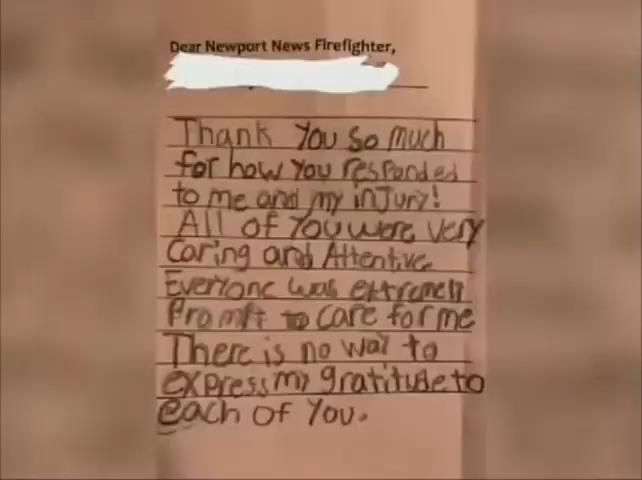 Dear Newport News Firefighter,
Thank You so much
for how You responded
to me and my inJury!
All of You were very
Caring and Attentive
Everyone was extremely
Prompt to care for me
There is no way to
express my gratitude to
each of You.